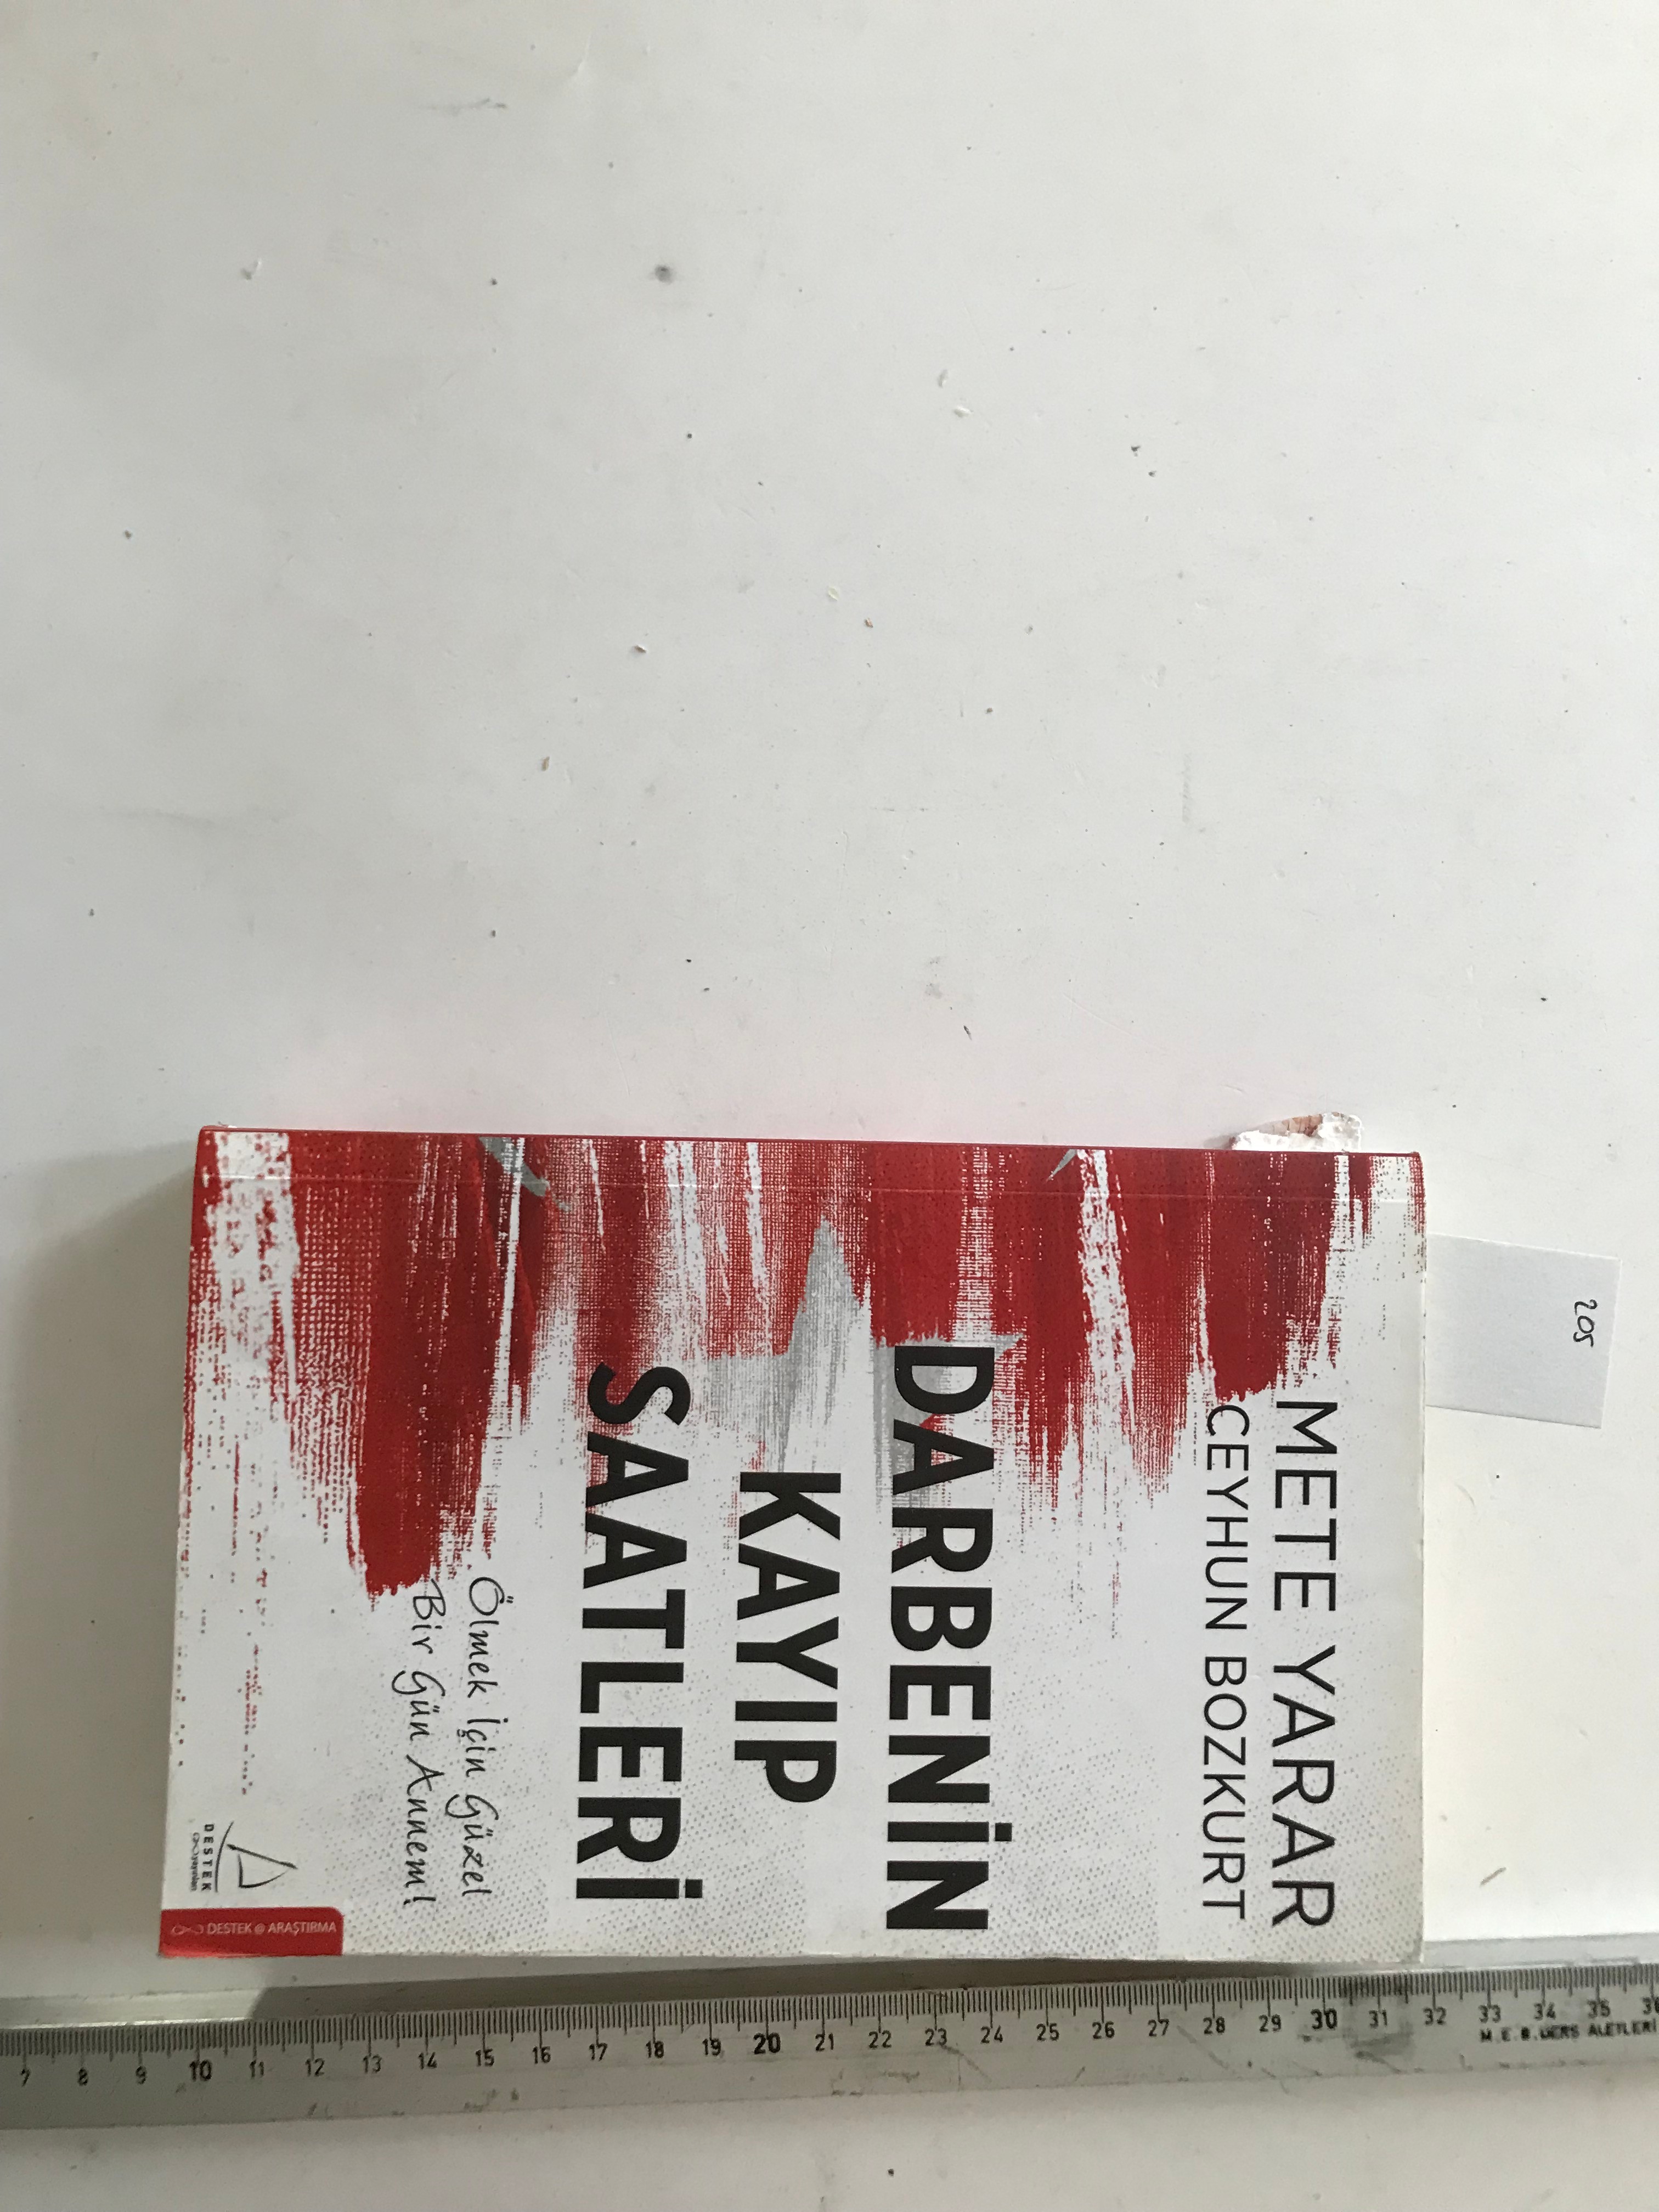 METE YARAR
CEYHUN BOZKURT
DARBENİN
KAYIP
SAATLERİ
Ölmek İçin Güzel
Bir Gün Annem!
DESTEK
yayınları
DESTEK ARAŞTIRMA
205
7 8 9 10 11 12 13 14 15 16 17 18 19 20 21 22 23 24 25 26 27 28 29 30 31 32 33 34 35 36
M.E.B. DERS ALETLERİ